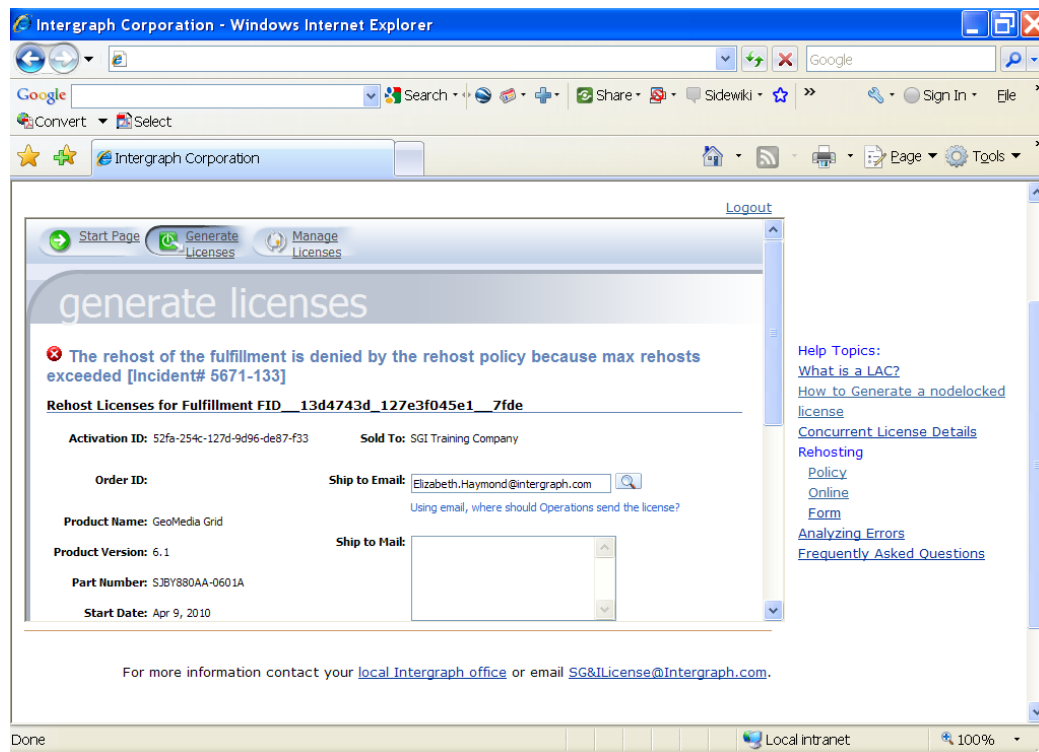 Intergraph Corporation - Windows Internet Explorer
Google
Google Search Share Sidewiki » Sign In File
Convert Select
Intergraph Corporation Page Tools
Logout
Start Page Generate Licenses Manage Licenses
generate licenses
The rehost of the fulfillment is denied by the rehost policy because max rehosts
exceeded [Incident# 5671-133]
Rehost Licenses for Fulfillment FID__13d4743d_127e3f045e1__7fde
Activation ID: 52fa-254c-127d-9d96-de87-f33 Sold To: SGI Training Company
Order ID: Ship to Email: Elizabeth.Haymond@intergraph.com
Using email, where should Operations send the license?
Product Name: GeoMedia Grid
Ship to Mail:
Product Version: 6.1
Part Number: SJBY880AA-0601A
Start Date: Apr 9, 2010
Help Topics:
What is a LAC?
How to Generate a nodelocked
license
Concurrent License Details
Rehosting
Policy
Online
Form
Analyzing Errors
Frequently Asked Questions
For more information contact your local Intergraph office or email SG&ILicense@Intergraph.com.
Done Local intranet 100%